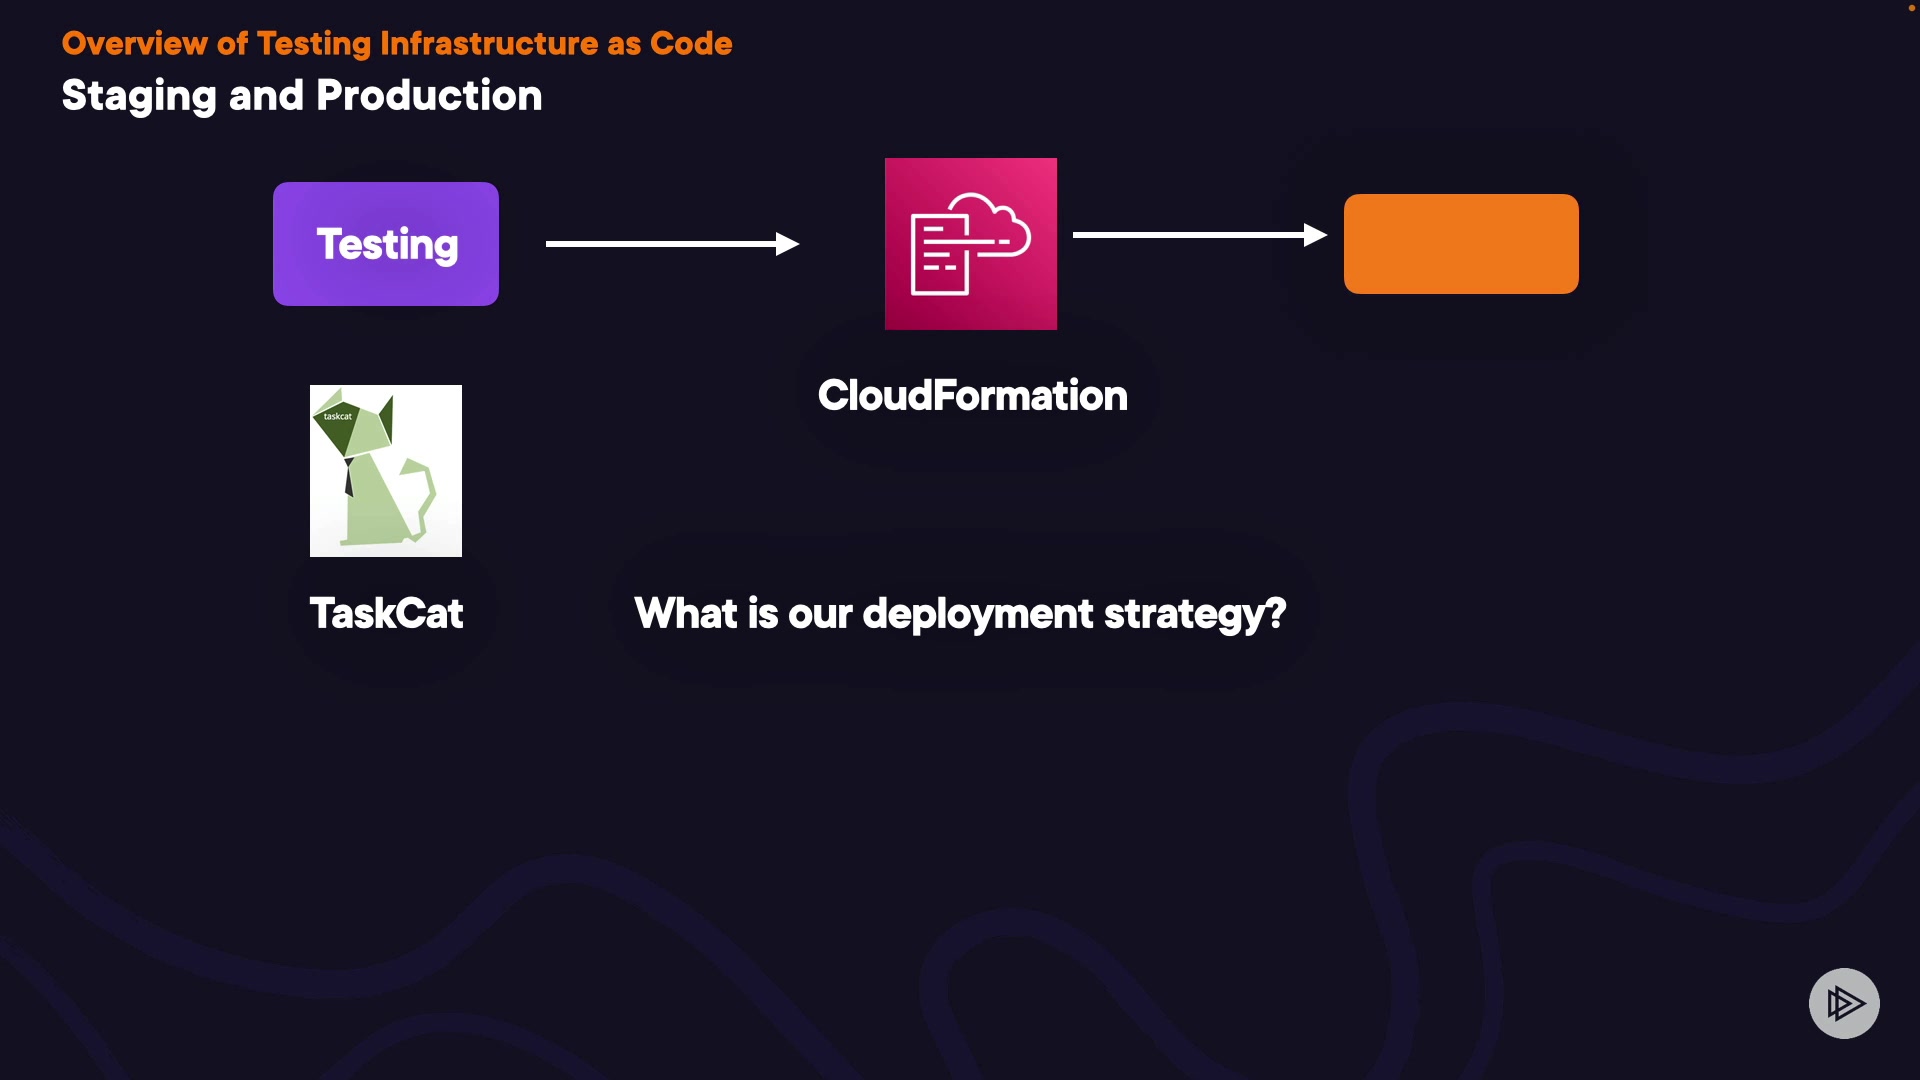 Overview of Testing Infrastructure as Code
Staging and Production
Testing
CloudFormation
taskcat
TaskCat
What is our deployment strategy?